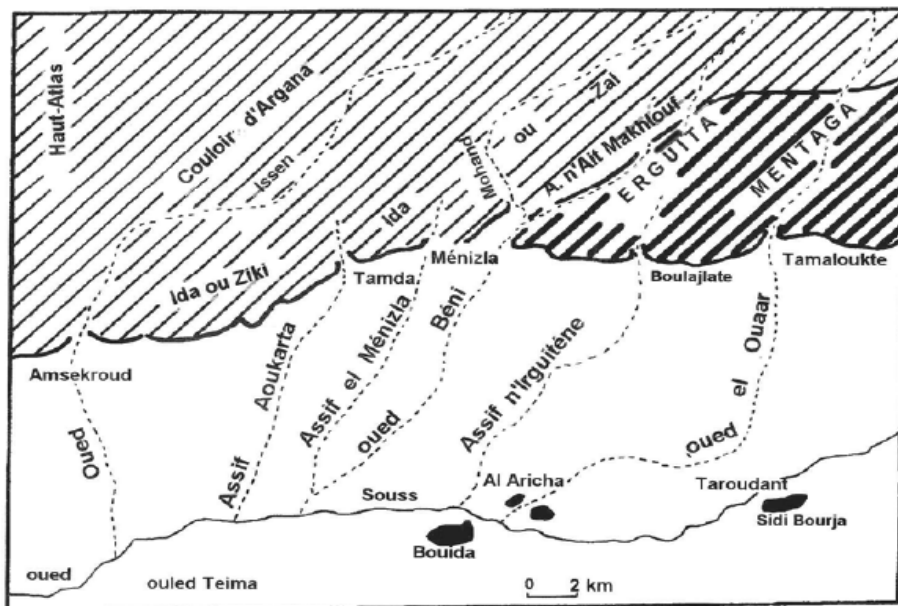 Haut-Atlas
Couloir d'Argana
Issen
Ida
Mohand
ou
Zai
A. n'Ait Makhlouf
ERGUITA
MENTAGA
Ida ou Ziki
Tamda
Ménizla
Boulajlate
Tamaloukte
Amsekroud
Oued
Assif Aoukarta
Assif el Ménizla
oued Béni
Assif n'Irguitène
oued el Ouaar
Souss
Al Aricha
Taroudant
Sidi Bourja
Bouida
oued
ouled Teima
0 2 km